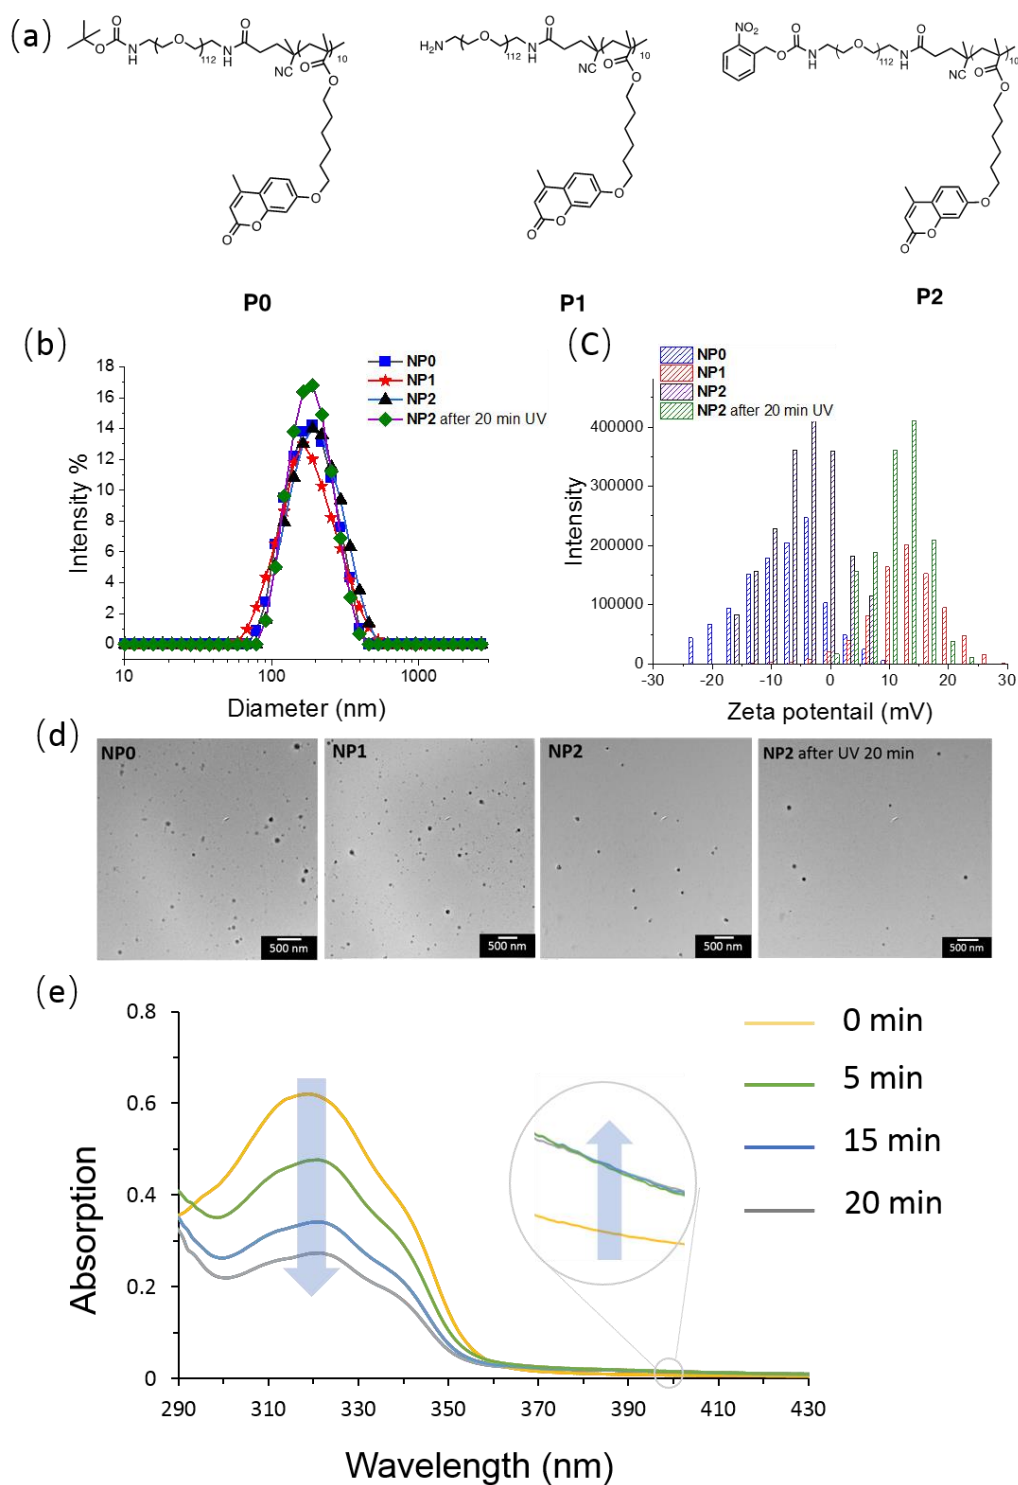 (a)
O
O
N
H
O
112
H
N
O
CN
10
O
O
O
O
O
P0
H2N
O
112
H
N
O
CN
10
O
O
O
O
O
P1
NO2
O
O
N
H
O
112
H
N
O
CN
10
O
O
O
O
O
P2
(b)
18
16
14
12
10
8
6
4
2
0
Intensity %
10
100
1000
Diameter (nm)
NP0
NP1
NP2
NP2 after 20 min UV
(C)
NP0
NP1
NP2
NP2 after 20 min UV
400000
300000
200000
100000
0
Intensity
-30
-20
-10
0
10
20
30
Zeta potentail (mV)
(d)
NP0
500 nm
NP1
500 nm
NP2
500 nm
NP2 after UV 20 min
500 nm
(e)
0.8
0.6
0.4
0.2
0
Absorption
290
310
330
350
370
390
410
430
Wavelength (nm)
0 min
5 min
15 min
20 min